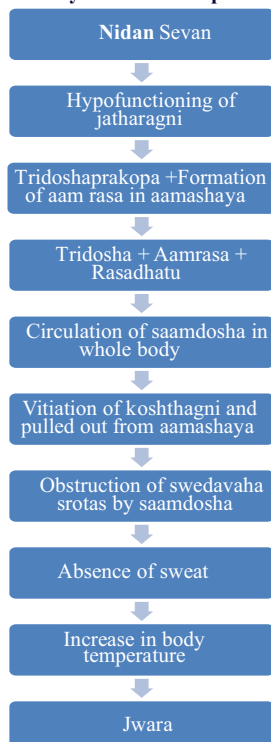 Nidan Sevan
Hypofunctioning of
jatharagni
Tridoshaprakopa +Formation
of aam rasa in aamashaya
Tridosha + Aamrasa +
Rasadhatu
Circulation of saamdosha in
whole body
Vitiation of koshthagni and
pulled out from aamashaya
Obstruction of swedavaha
srotas by saamdosha
Absence of sweat
Increase in body
temperature
Jwara